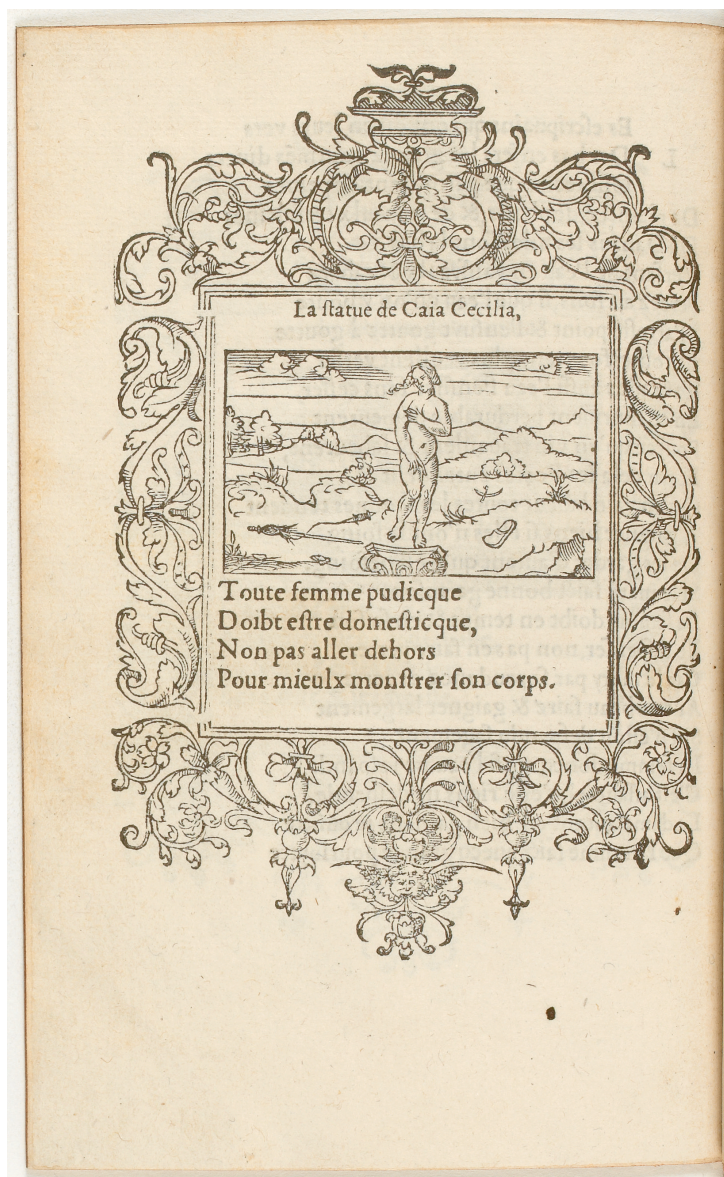 La ſtatue de Caia Cecilia,
Toute femme pudicque
Doibt eſtre domeſticque,
Non pas aller dehors
Pour mieulx monſtrer ſon corps.